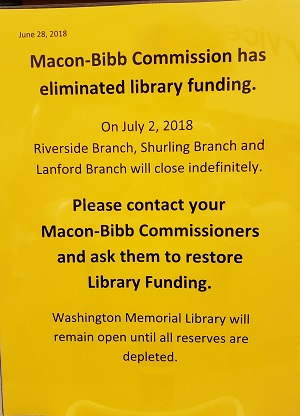 June 28, 2018
Macon-Bibb Commission has
eliminated library funding.
On July 2, 2018
Riverside Branch, Shurling Branch and
Lanford Branch will close indefinitely.
Please contact your
Macon-Bibb Commissioners
and ask them to restore
Library Funding.
Washington Memorial Library will
remain open until all reserves are
depleted.